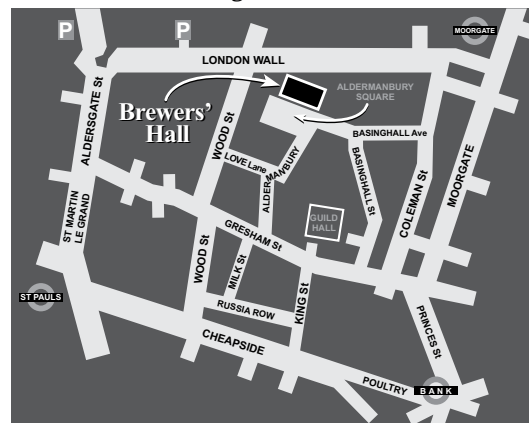 P
P
MOORGATE
LONDON WALL
ALDERMANBURY
SQUARE
Brewers'
Hall
ALDERSGATE St
WOOD St
BASINGHALL Ave
LOVE Lane
ALDERMANBURY
BASINGHALL St
COLEMAN St
MOORGATE
ST MARTIN
LE GRAND
GUILD
HALL
GRESHAM St
WOOD St
MILK St
KING St
ST PAULS
RUSSIA ROW
PRINCES St
CHEAPSIDE
POULTRY
BANK